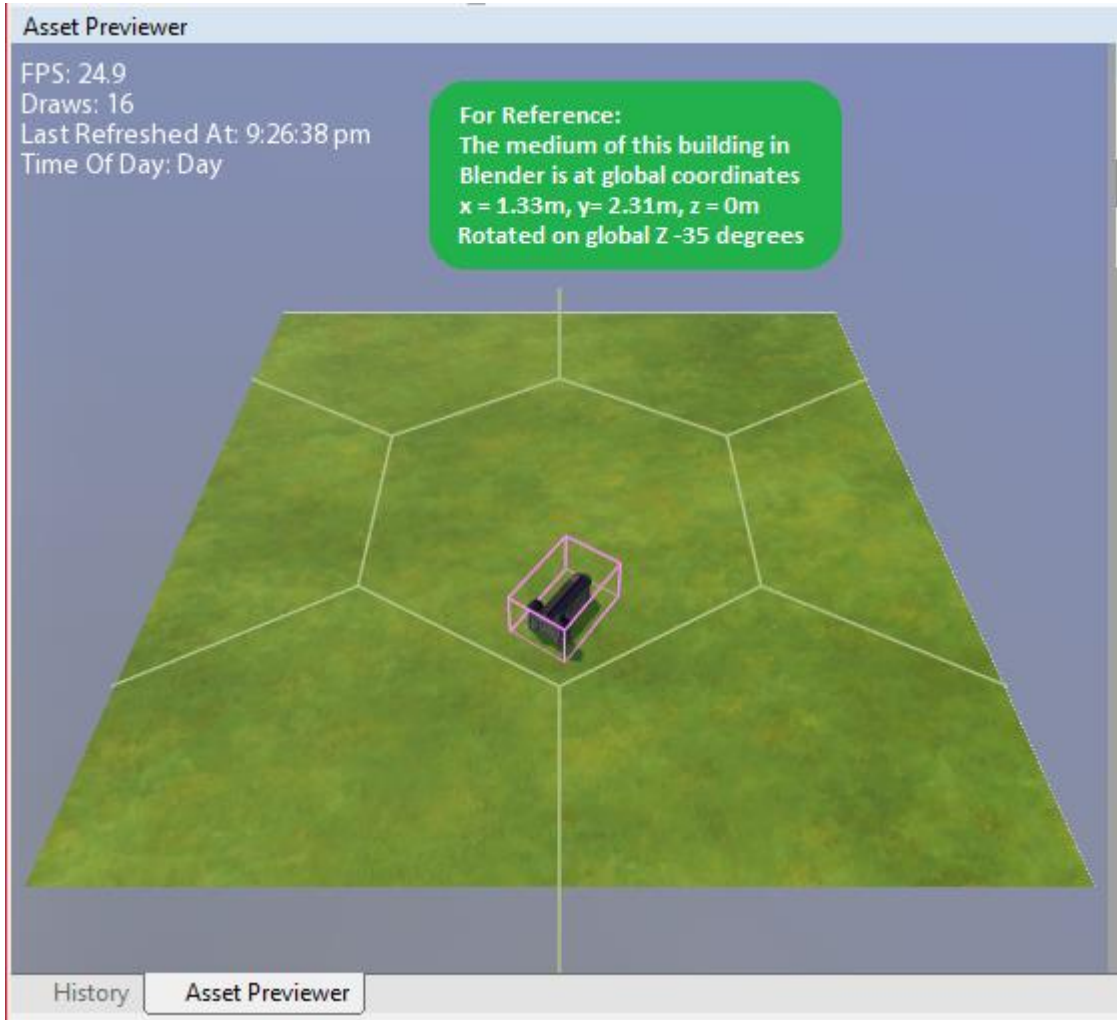 Asset Previewer
FPS: 24.9
Draws: 16
Last Refreshed At: 9:26:38 pm
Time Of Day: Day
For Reference:
The medium of this building in
Blender is at global coordinates
x = 1.33m, y= 2.31m, z = 0m
Rotated on global Z -35 degrees
History
Asset Previewer